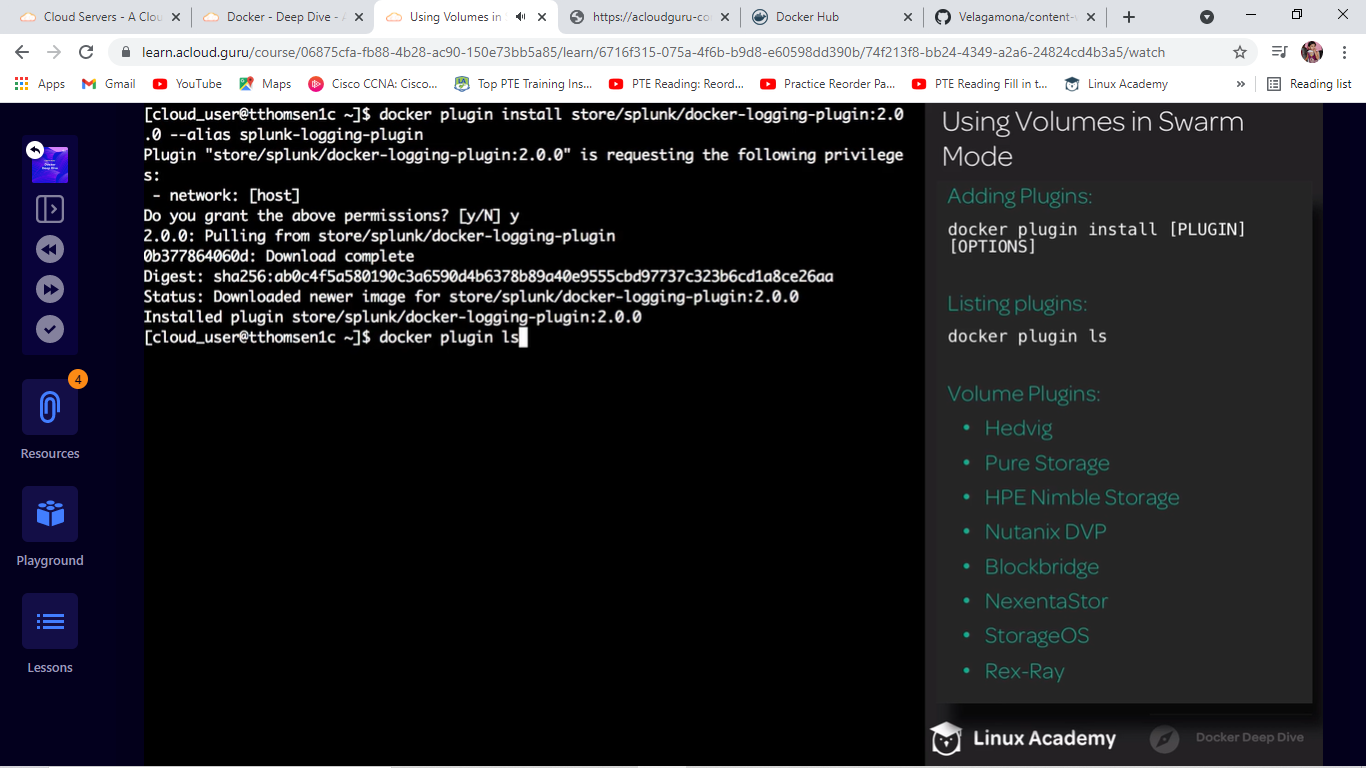 Cloud Servers - A Clou
Docker - Deep Dive - A
Using Volumes in S
https://acloudguru-co
Docker Hub
Velagamona/content-
learn.acloud.guru/course/06875cfa-fb88-4b28-ac90-150e73bb5a85/learn/6716f315-075a-4f6b-b9d8-e60598dd390b/74f213f8-bb24-4349-a2a6-24824cd4b3a5/watch
Apps
Gmail
YouTube
Maps
Cisco CCNA: Cisco...
Top PTE Training Ins...
PTE Reading: Reord...
Practice Reorder Pa...
PTE Reading Fill in t...
Linux Academy
»
Reading list
4
Resources
Playground
Lessons
[cloud_user@tthomsen1c ~]$ docker plugin install store/splunk/docker-logging-plugin:2.0
.0 --alias splunk-logging-plugin
Plugin "store/splunk/docker-logging-plugin:2.0.0" is requesting the following privilege
s:
- network: [host]
Do you grant the above permissions? [y/N] y
2.0.0: Pulling from store/splunk/docker-logging-plugin
0b377864060d: Download complete
Digest: sha256:ab0c4f5a580190c3a6590d4b6378b89a40e9555cbd97737c323b6cd1a8ce26aa
Status: Downloaded newer image for store/splunk/docker-logging-plugin:2.0.0
Installed plugin store/splunk/docker-logging-plugin:2.0.0
[cloud_user@tthomsen1c ~]$ docker plugin ls
Using Volumes in Swarm
Mode
Adding Plugins:
docker plugin install [PLUGIN]
[OPTIONS]
Listing plugins:
docker plugin ls
Volume Plugins:
• Hedvig
• Pure Storage
• HPE Nimble Storage
• Nutanix DVP
• Blockbridge
• NexentaStor
• StorageOS
• Rex-Ray
Linux Academy
Docker Deep Dive